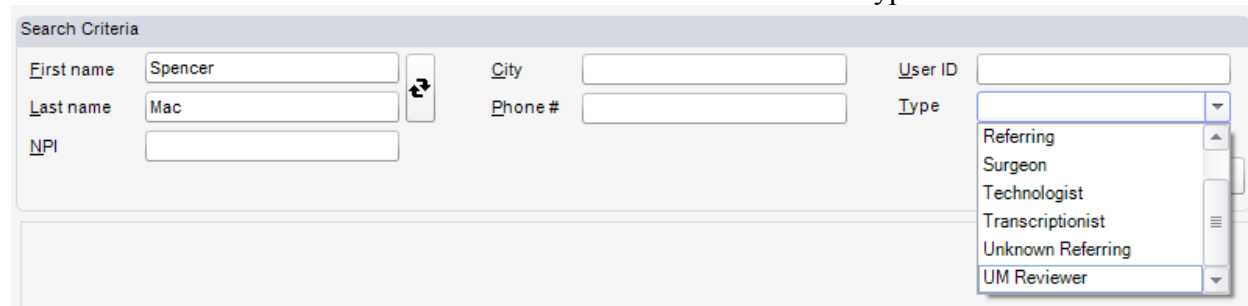 Search Criteria
First name Spencer City User ID
Last name Mac Phone # Type
NPI
Referring
Surgeon
Technologist
Transcriptionist
Unknown Referring
UM Reviewer